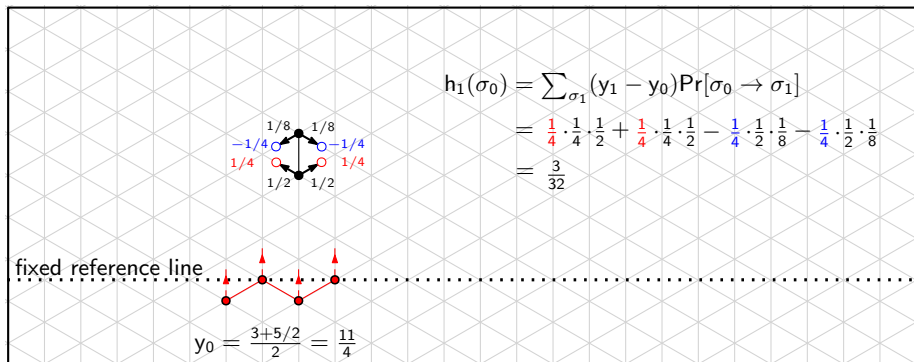 h₁(σ₀) = ∑_σ₁ (y₁ − y₀)Pr[σ₀ → σ₁]
= 1/4 · 1/4 · 1/2 + 1/4 · 1/4 · 1/2 − 1/4 · 1/2 · 1/8 − 1/4 · 1/2 · 1/8
= 3/32
1/8 1/8
−1/4 −1/4
1/4 1/4
1/2 1/2
fixed reference line
y₀ = (3+5/2)/2 = 11/4